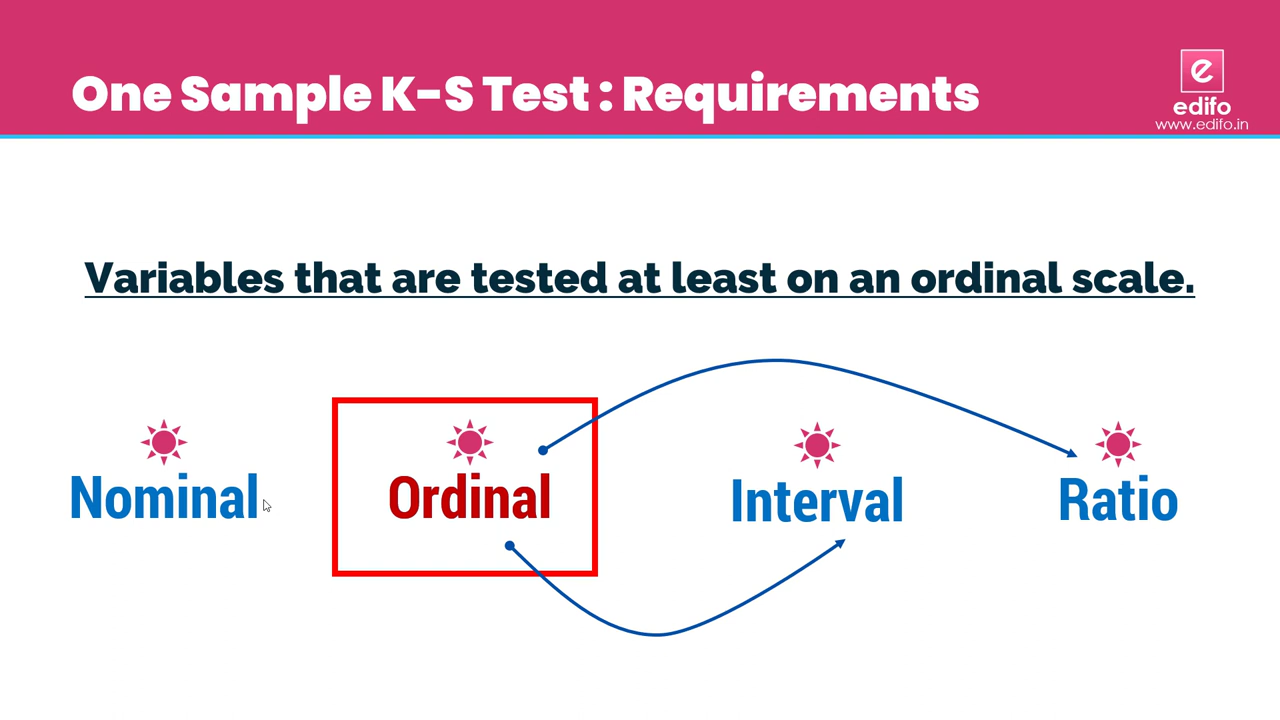 One Sample K-S Test : Requirements
e
edifo
www.edifo.in
Variables that are tested at least on an ordinal scale.
Nominal
Ordinal
Interval
Ratio